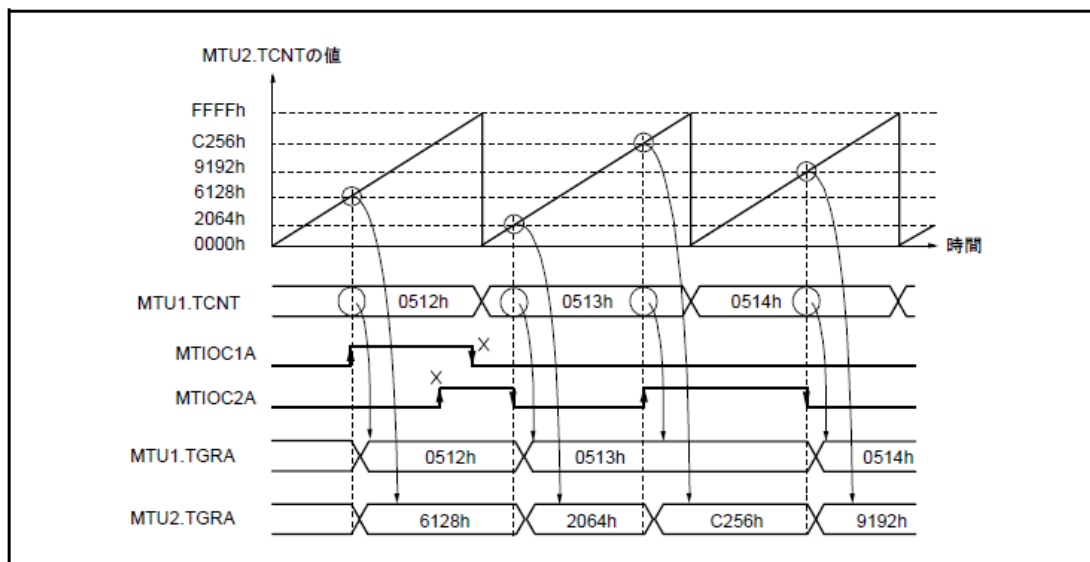 MTU2.TCNTの値
FFFFh
C256h
9192h
6128h
2064h
0000h
時間
MTU1.TCNT 0512h 0513h 0514h
MTIOC1A X
MTIOC2A X
MTU1.TGRA 0512h 0513h 0514h
MTU2.TGRA 6128h 2064h C256h 9192h